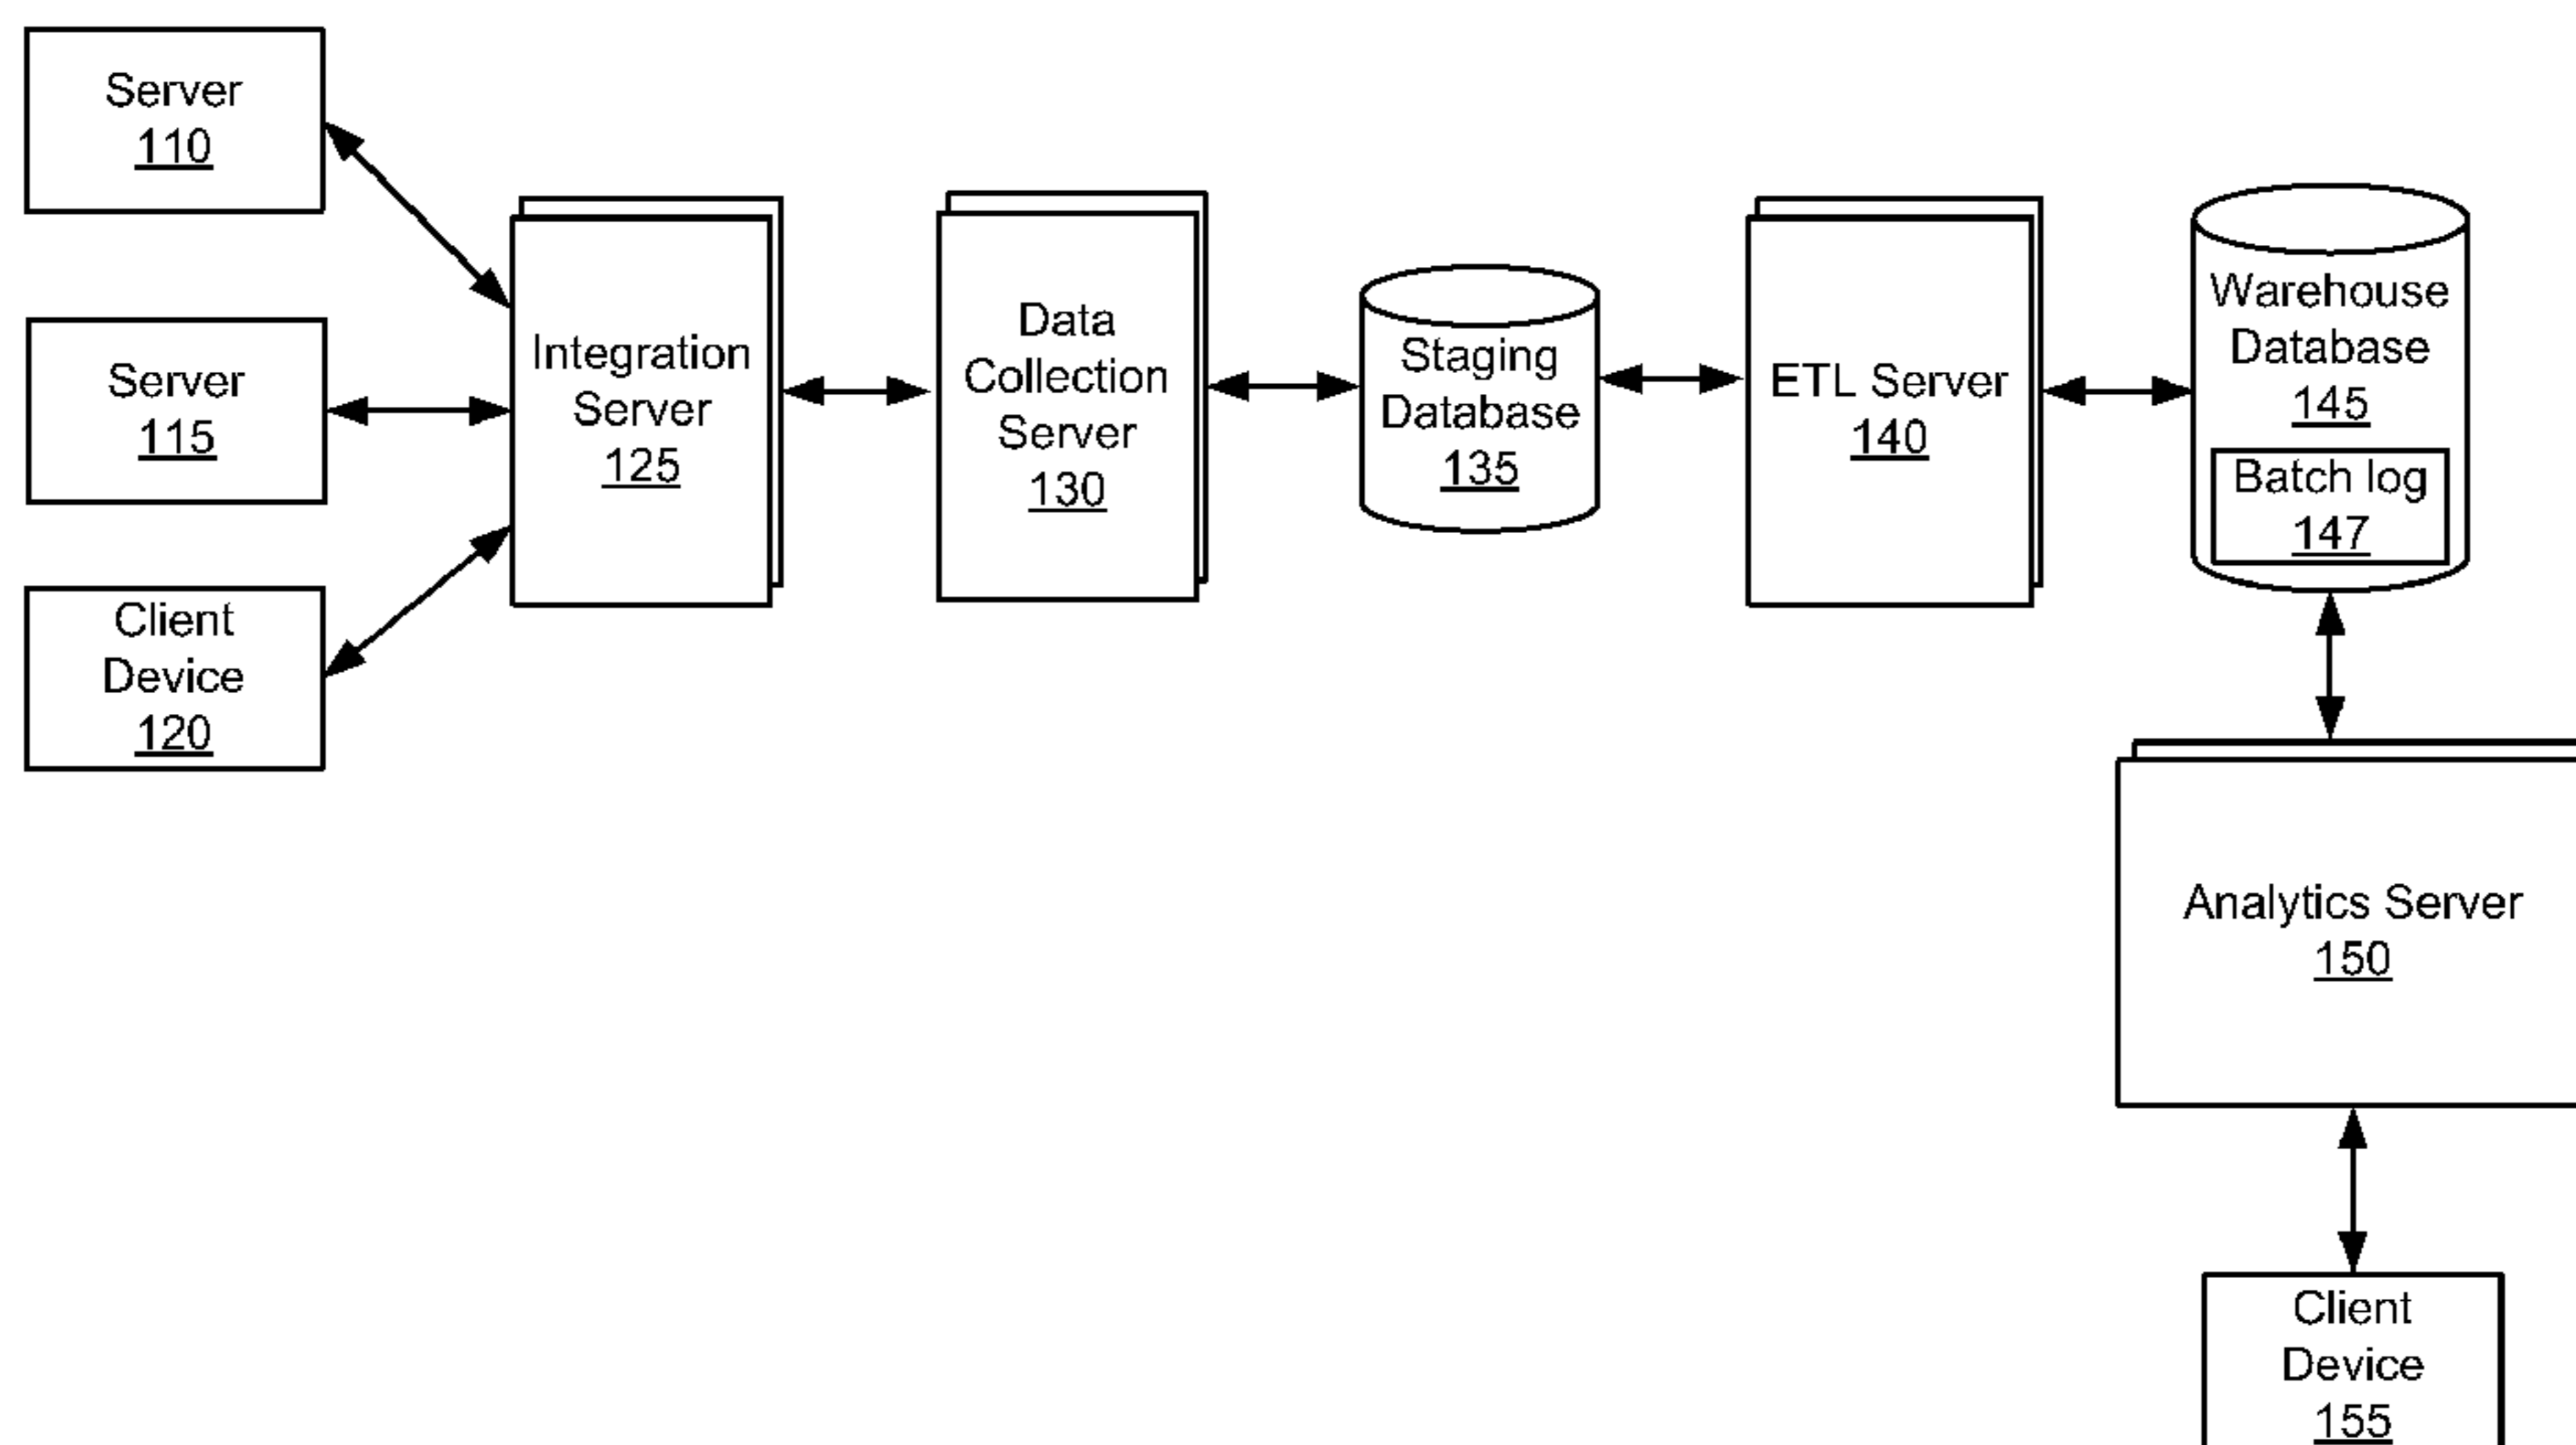 Server
110
Server
115
Client
Device
120
Integration
Server
125
Data
Collection
Server
130
Staging
Database
135
ETL Server
140
Warehouse
Database
145
Batch log
147
Analytics Server
150
Client
Device
155